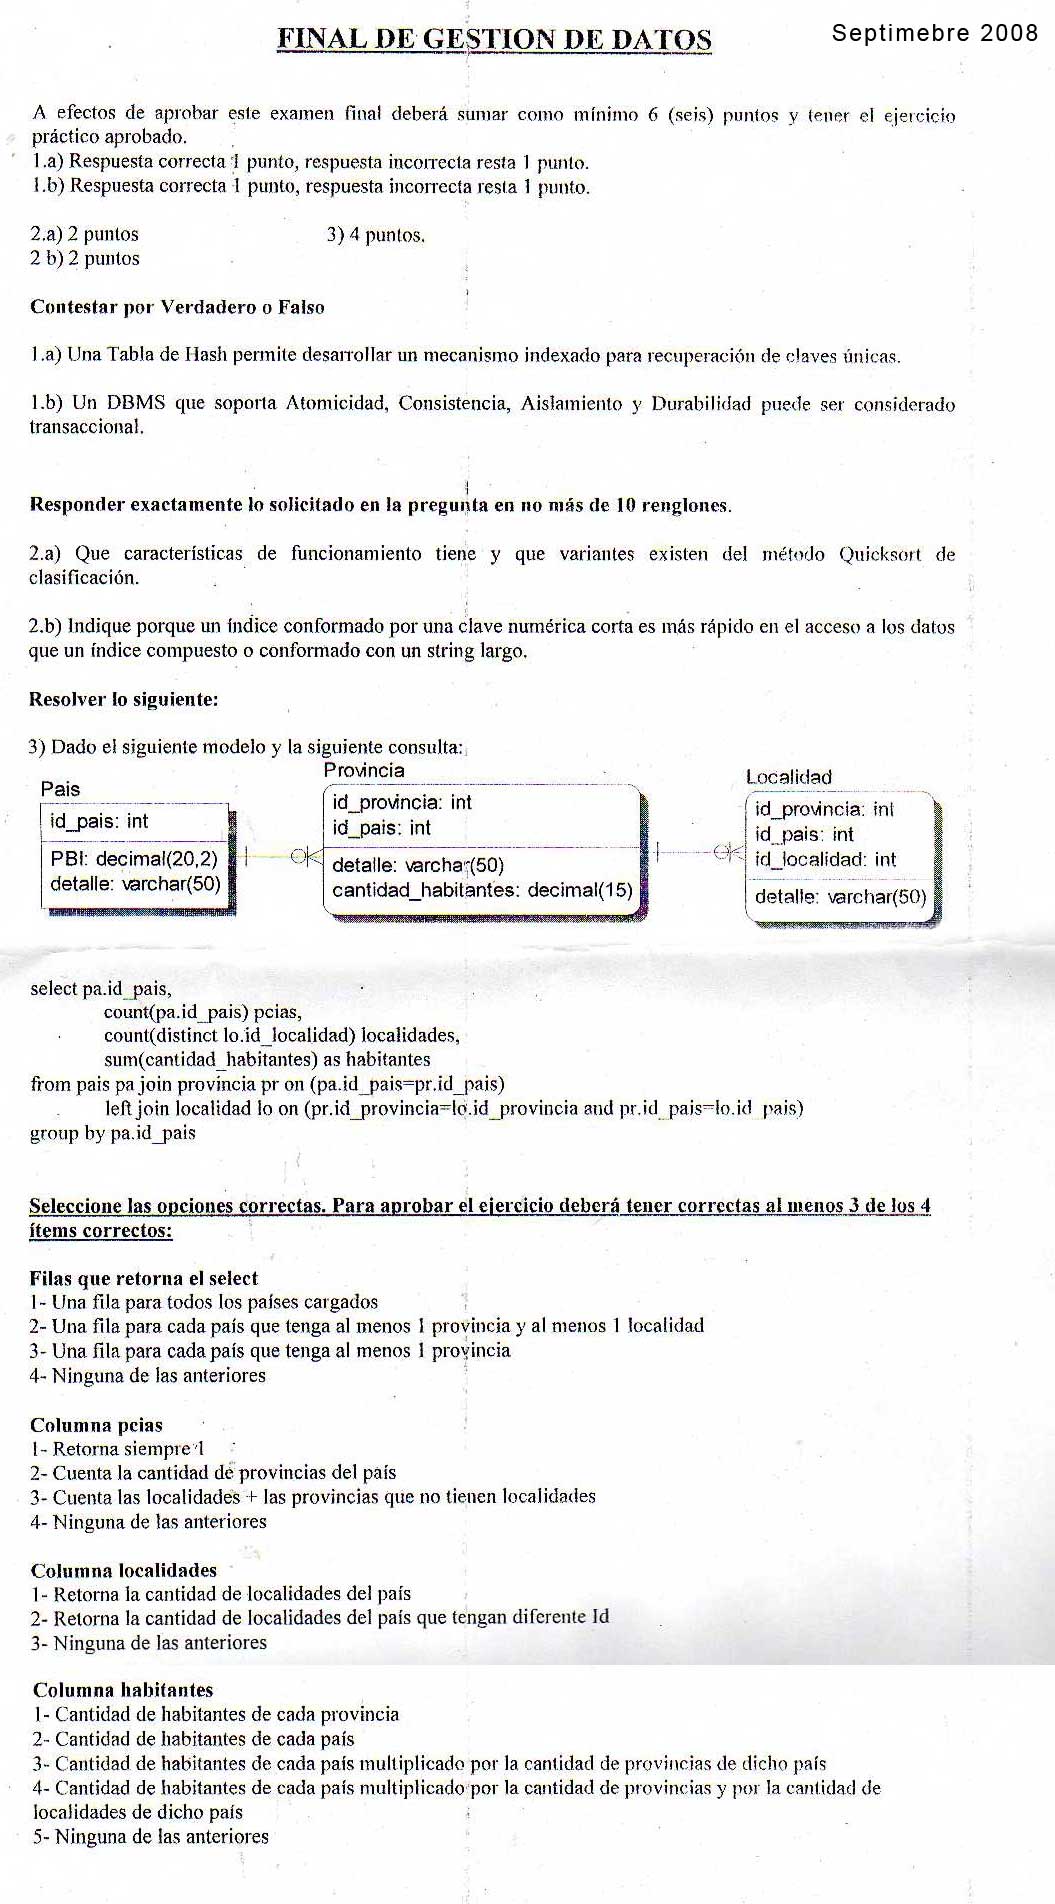 FINAL DE GESTION DE DATOS
Septimebre 2008
A efectos de aprobar este examen final deberá sumar como mínimo 6 (seis) puntos y tener el ejercicio
práctico aprobado.
1.a) Respuesta correcta 1 punto, respuesta incorrecta resta 1 punto.
1.b) Respuesta correcta 1 punto, respuesta incorrecta resta 1 punto.
2.a) 2 puntos 3) 4 puntos.
2 b) 2 puntos
Contestar por Verdadero o Falso
1.a) Una Tabla de Hash permite desarrollar un mecanismo indexado para recuperación de claves únicas.
1.b) Un DBMS que soporta Atomicidad, Consistencia, Aislamiento y Durabilidad puede ser considerado
transaccional.
Responder exactamente lo solicitado en la pregunta en no más de 10 renglones.
2.a) Que características de funcionamiento tiene y que variantes existen del método Quicksort de
clasificación.
2.b) Indique porque un índice conformado por una clave numérica corta es más rápido en el acceso a los datos
que un índice compuesto o conformado con un string largo.
Resolver lo siguiente:
3) Dado el siguiente modelo y la siguiente consulta:
Pais
id_pais: int
PBI: decimal(20,2)
detalle: varchar(50)
Provincia
id_provincia: int
id_pais: int
detalle: varchar(50)
cantidad_habitantes: decimal(15)
Localidad
id_provincia: int
id_pais: int
id_localidad: int
detalle: varchar(50)
select pa.id_pais,
count(pa.id_pais) pcias,
count(distinct lo.id_localidad) localidades,
sum(cantidad_habitantes) as habitantes
from pais pa join provincia pr on (pa.id_pais=pr.id_pais)
left join localidad lo on (pr.id_provincia=lo.id_provincia and pr.id_pais=lo.id_pais)
group by pa.id_pais
Seleccione las opciones correctas. Para aprobar el ejercicio deberá tener correctas al menos 3 de los 4
ítems correctos:
Filas que retorna el select
1- Una fila para todos los países cargados
2- Una fila para cada país que tenga al menos 1 provincia y al menos 1 localidad
3- Una fila para cada país que tenga al menos 1 provincia
4- Ninguna de las anteriores
Columna pcias
1- Retorna siempre 1
2- Cuenta la cantidad de provincias del país
3- Cuenta las localidades + las provincias que no tienen localidades
4- Ninguna de las anteriores
Columna localidades
1- Retorna la cantidad de localidades del país
2- Retorna la cantidad de localidades del país que tengan diferente Id
3- Ninguna de las anteriores
Columna habitantes
1- Cantidad de habitantes de cada provincia
2- Cantidad de habitantes de cada país
3- Cantidad de habitantes de cada país multiplicado por la cantidad de provincias de dicho país
4- Cantidad de habitantes de cada país multiplicado por la cantidad de provincias y por la cantidad de
localidades de dicho país
5- Ninguna de las anteriores